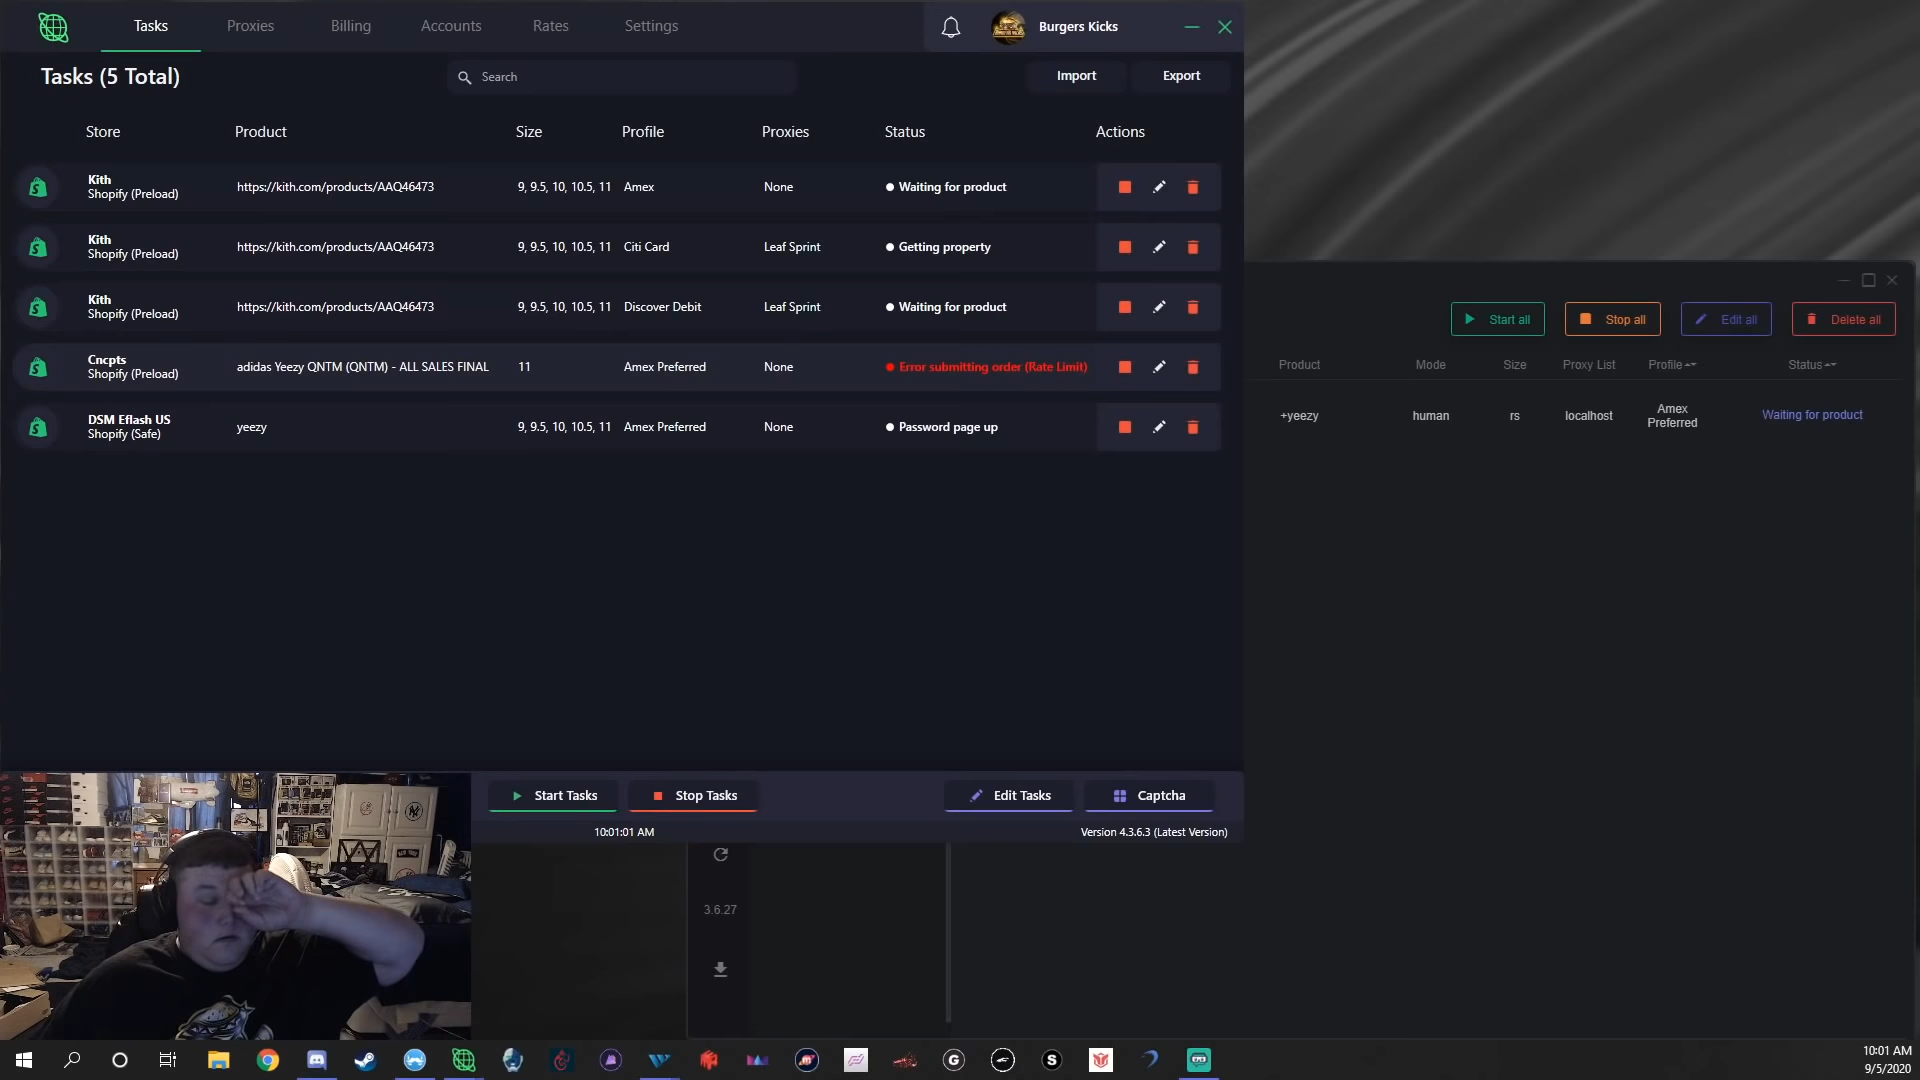 Tasks Proxies Billing Accounts Rates Settings Burgers Kicks
Tasks (5 Total) Search Import Export
Store Product Size Profile Proxies Status Actions
Kith
Shopify (Preload) https://kith.com/products/AAQ46473 9, 9.5, 10, 10.5, 11 Amex None Waiting for product
Kith
Shopify (Preload) https://kith.com/products/AAQ46473 9, 9.5, 10, 10.5, 11 Citi Card Leaf Sprint Getting property
Kith
Shopify (Preload) https://kith.com/products/AAQ46473 9, 9.5, 10, 10.5, 11 Discover Debit Leaf Sprint Waiting for product
Cncpts
Shopify (Preload) adidas Yeezy QNTM (QNTM) - ALL SALES FINAL 11 Amex Preferred None Error submitting order (Rate Limit)
DSM Eflash US
Shopify (Safe) yeezy 9, 9.5, 10, 10.5, 11 Amex Preferred None Password page up
Start all Stop all Edit all Delete all
Product Mode Size Proxy List Profile Status
+yeezy human rs localhost Amex Preferred Waiting for product
Start Tasks Stop Tasks Edit Tasks Captcha
10:01:01 AM Version 4.3.6.3 (Latest Version)
3.6.27
10:01 AM
9/5/2020